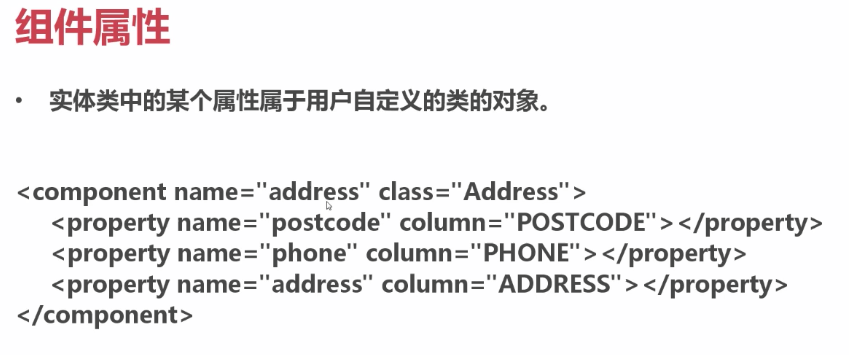 组件属性
• 实体类中的某个属性属于用户自定义的类的对象。
<component name="address" class="Address">
<property name="postcode" column="POSTCODE"></property>
<property name="phone" column="PHONE"></property>
<property name="address" column="ADDRESS"></property>
</component>